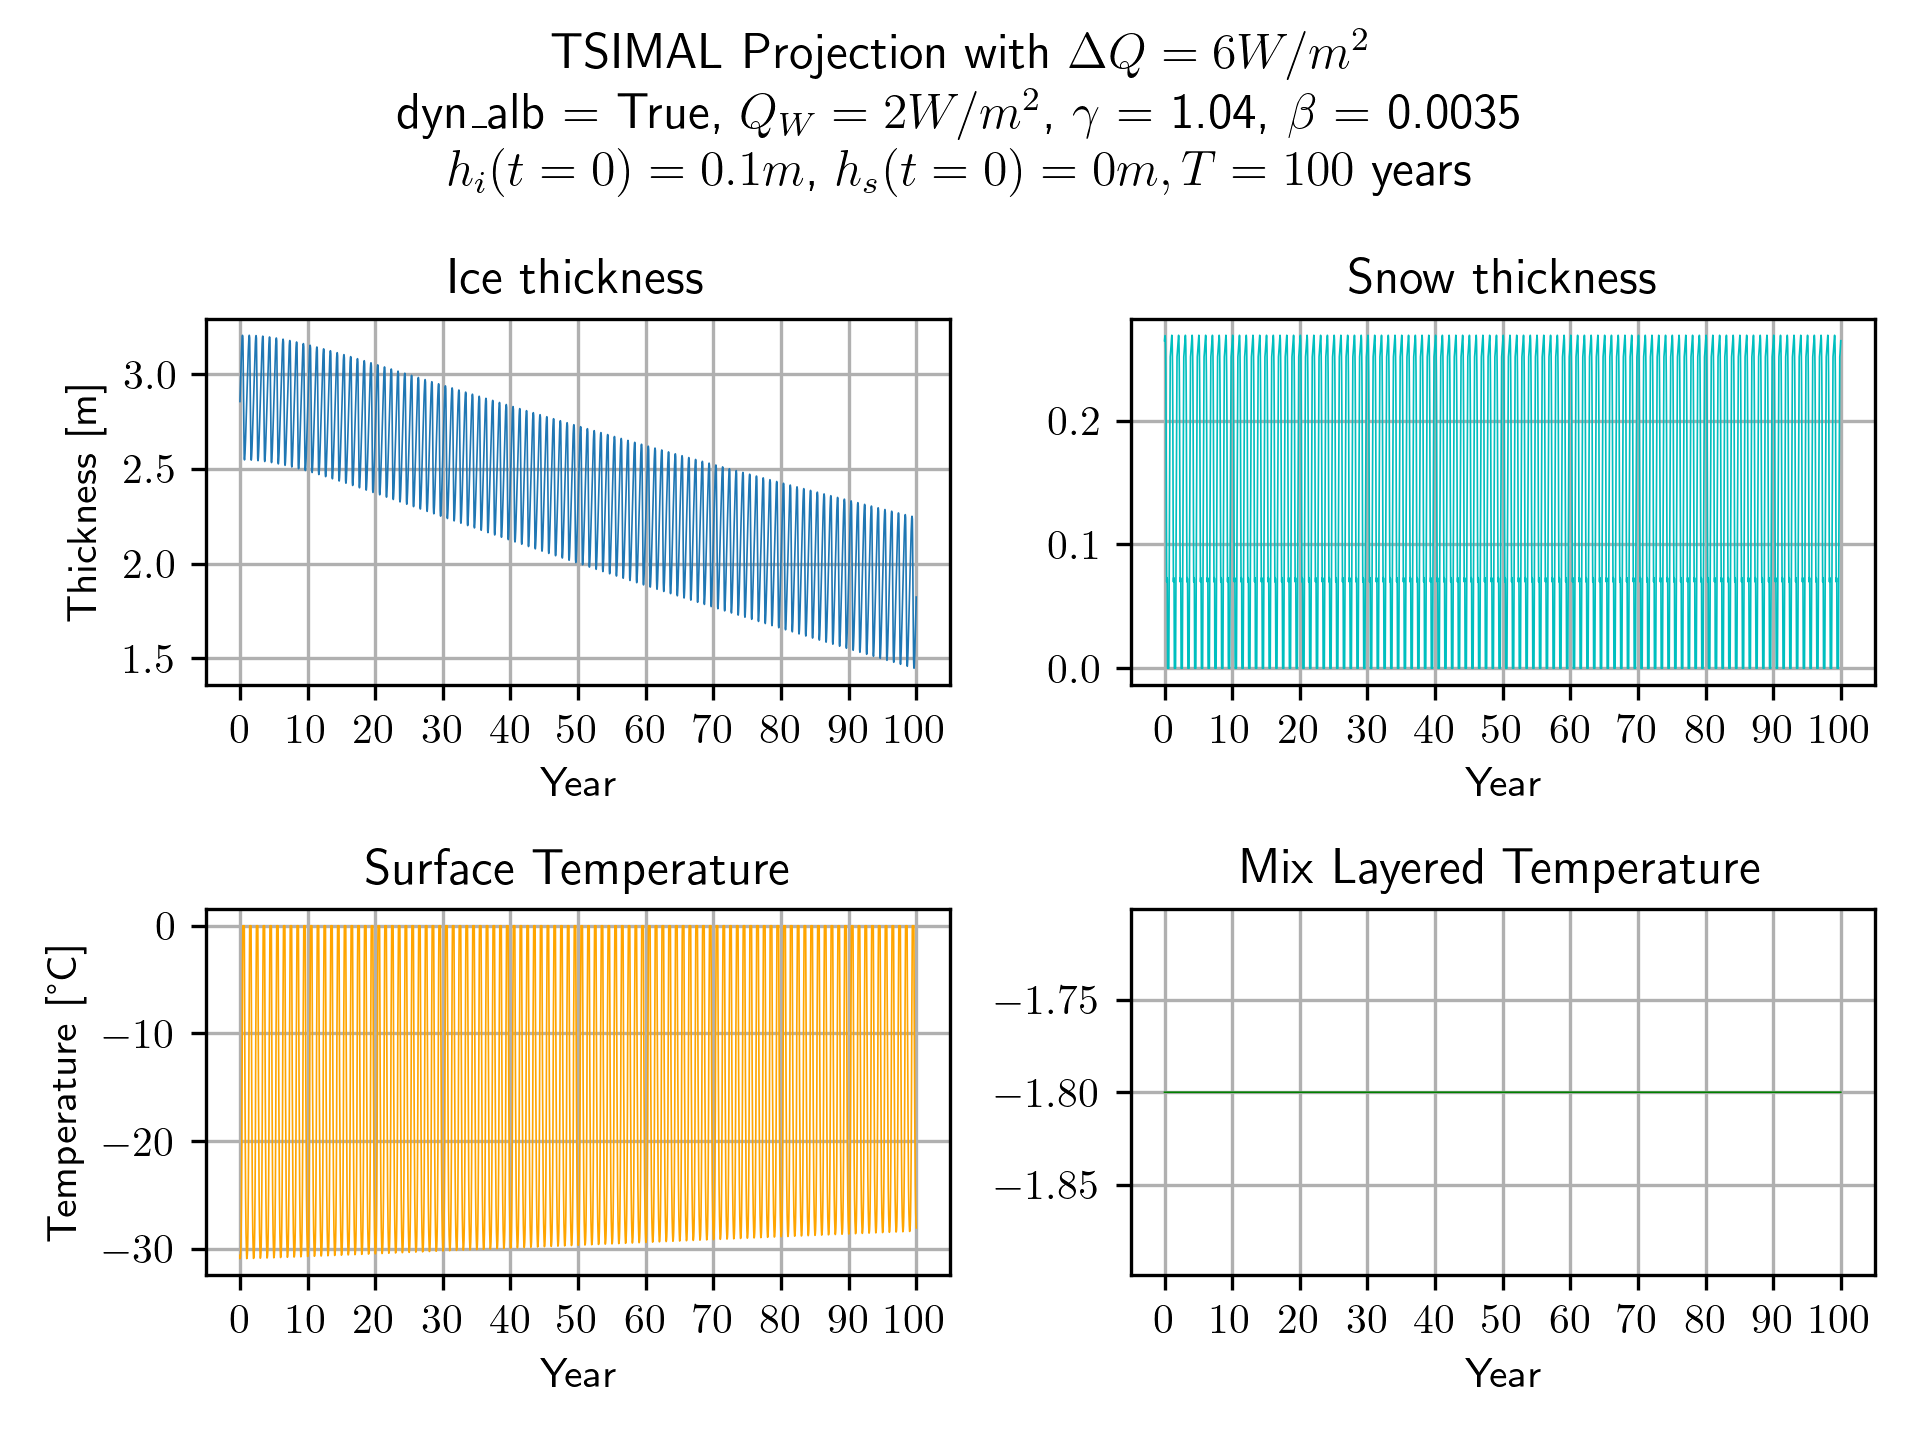 TSIMAL Projection with ΔQ = 6W/m²
dyn_alb = True, Q_W = 2W/m², γ = 1.04, β = 0.0035
h_i(t = 0) = 0.1m, h_s(t = 0) = 0m, T = 100 years
Ice thickness
Thickness [m]
3.0
2.5
2.0
1.5
0 10 20 30 40 50 60 70 80 90 100
Year
Snow thickness
0.2
0.1
0.0
0 10 20 30 40 50 60 70 80 90 100
Year
Surface Temperature
Temperature [°C]
0
−10
−20
−30
0 10 20 30 40 50 60 70 80 90 100
Year
Mix Layered Temperature
−1.75
−1.80
−1.85
0 10 20 30 40 50 60 70 80 90 100
Year